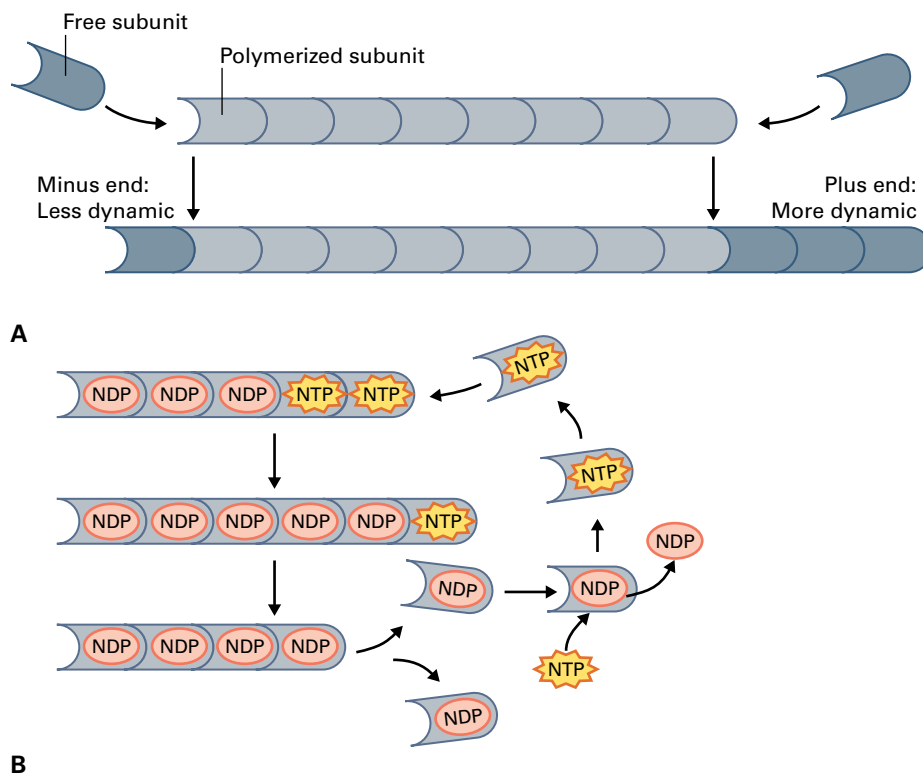 Free subunit
Polymerized subunit
Minus end:
Less dynamic
Plus end:
More dynamic
A
NTP
NDP NDP NDP NTP NTP
NTP
NDP NDP NDP NDP NDP NTP
NDP
NDP
NDP
NDP NDP NDP NDP
NTP
NDP
B